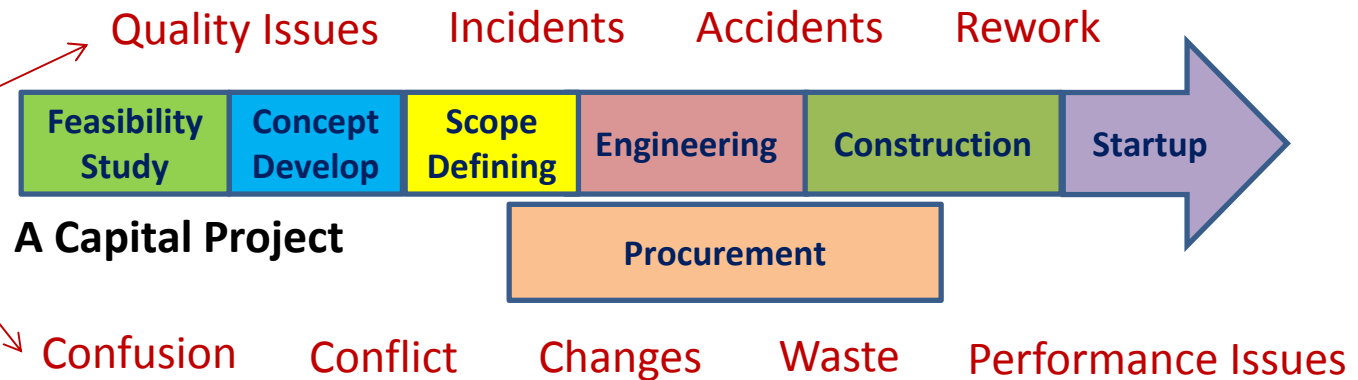 Quality Issues Incidents Accidents Rework
Feasibility
Study
Concept
Develop
Scope
Defining
Engineering
Construction
Startup
A Capital Project
Procurement
Confusion Conflict Changes Waste Performance Issues